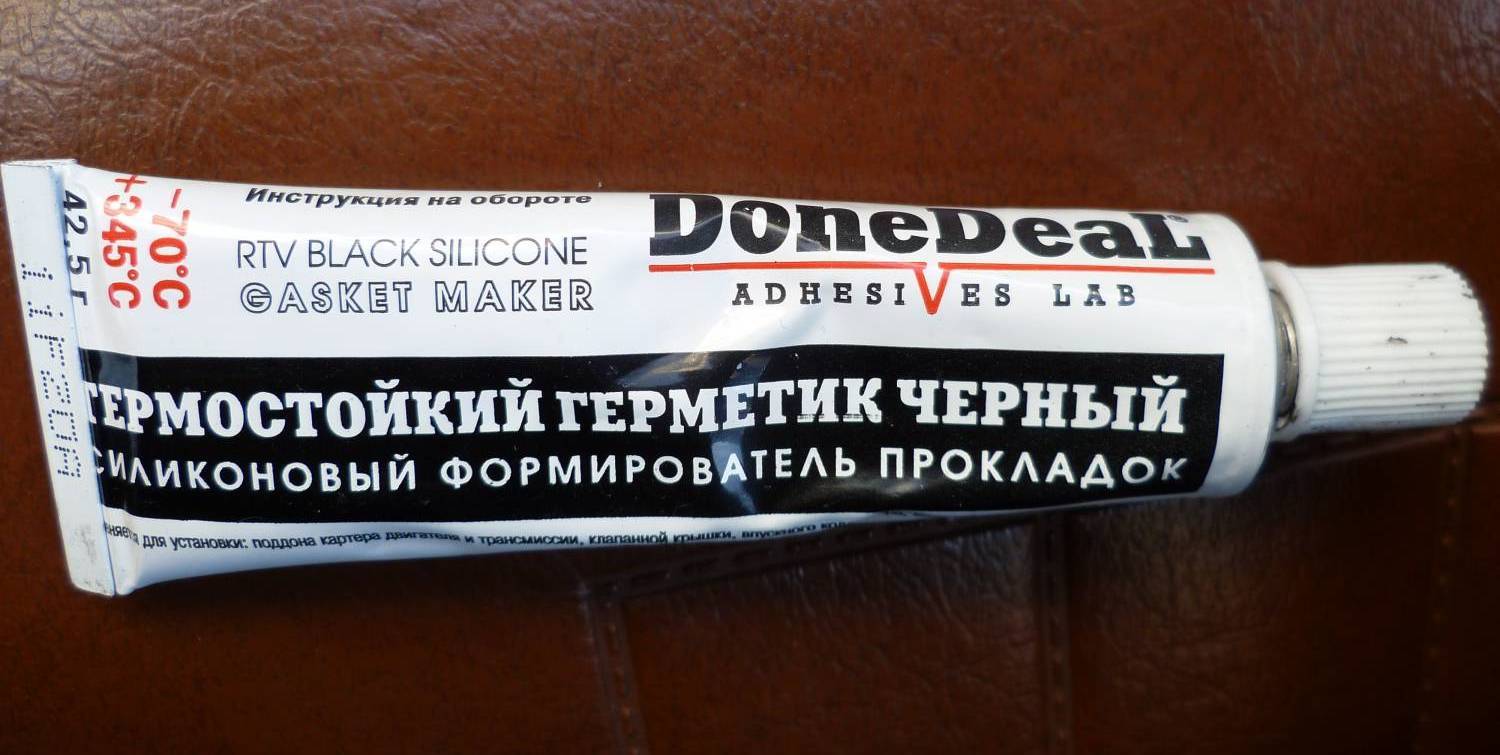 Инструкция на обороте
DoneDeaL®
RTV BLACK SILICONE
GASKET MAKER
ADHESIVES LAB
−70°C
+345°C
42,5 г
ТЕРМОСТОЙКИЙ ГЕРМЕТИК ЧЕРНЫЙ
СИЛИКОНОВЫЙ ФОРМИРОВАТЕЛЬ ПРОКЛАДОК
для установки: поддона картера двигателя и трансмиссии, клапанной крышки, впускного